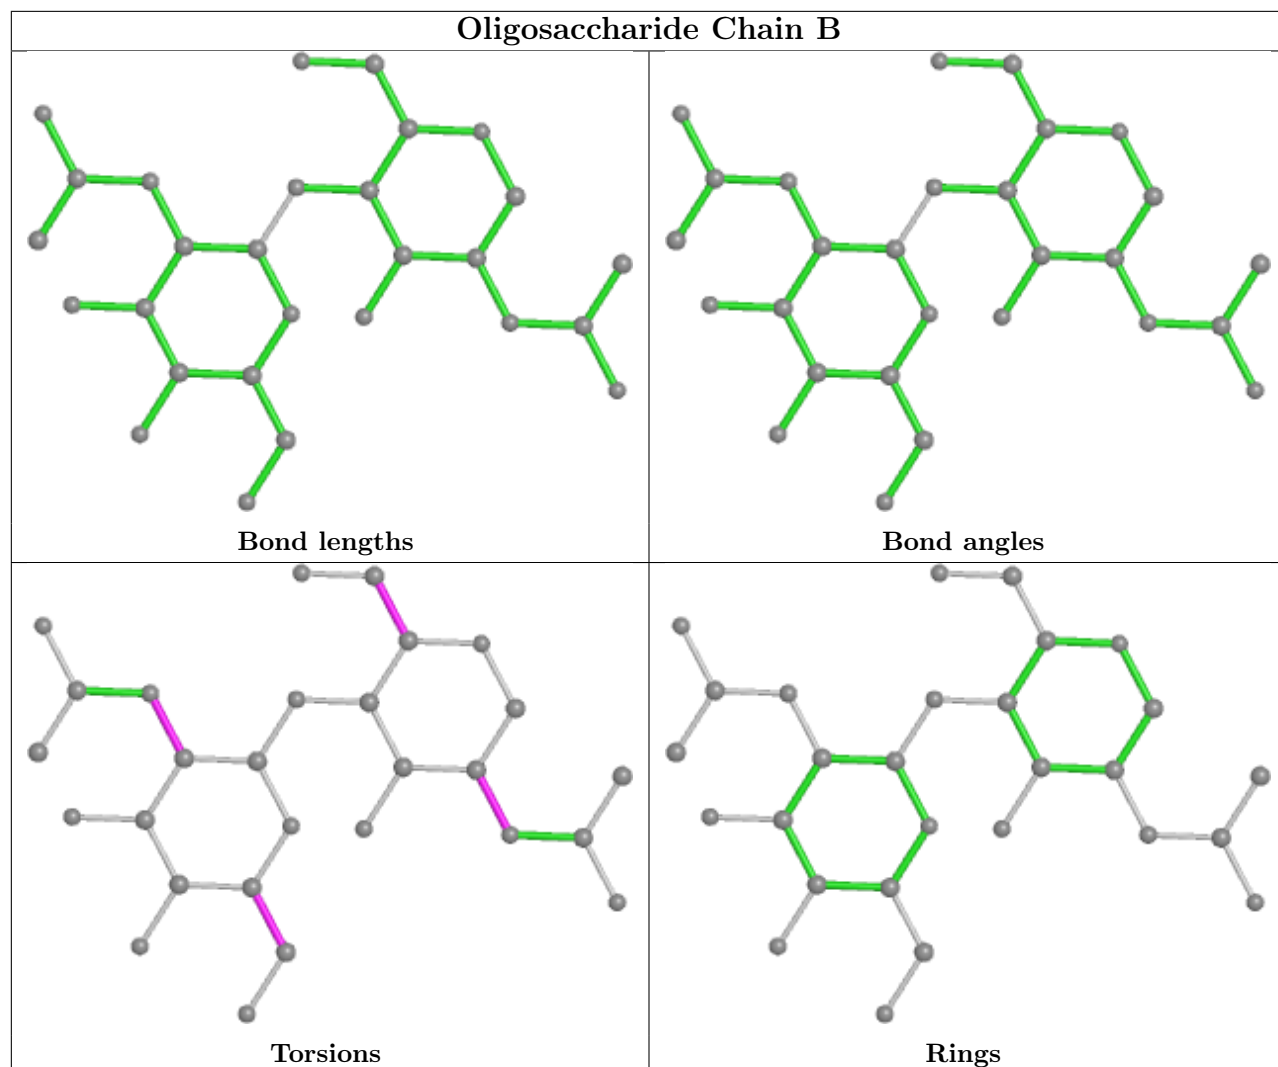 Oligosaccharide Chain B
Bond lengths
Bond angles
Torsions
Rings